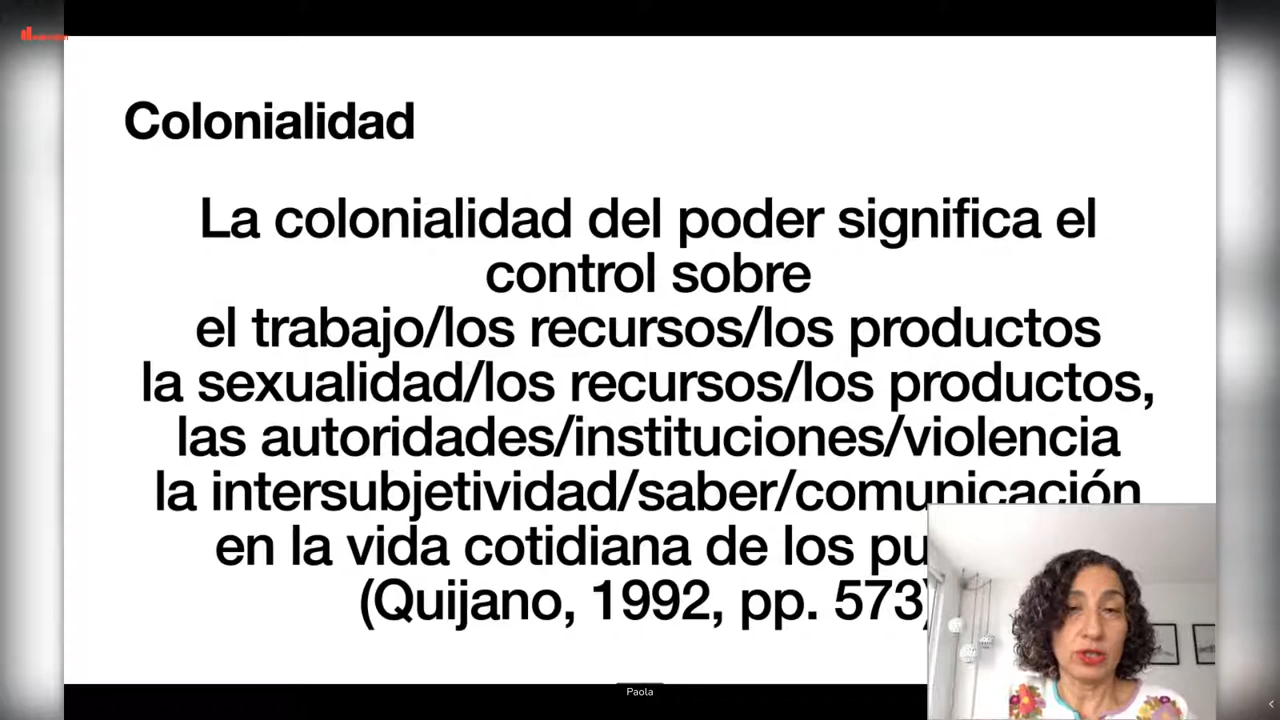 Colonialidad
La colonialidad del poder significa el
control sobre
el trabajo/los recursos/los productos
la sexualidad/los recursos/los productos,
las autoridades/instituciones/violencia
la intersubjetividad/saber/comunicación
en la vida cotidiana de los
(Quijano, 1992, pp. 573)
Paola